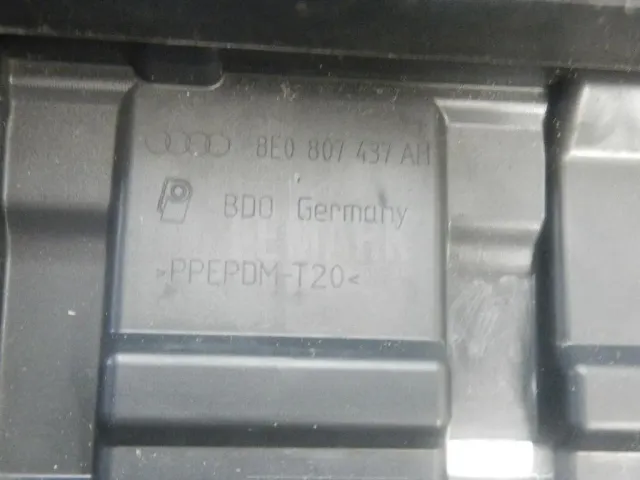 8E0 807 437 AH
BDO Germany
>PPEPDM-T20<